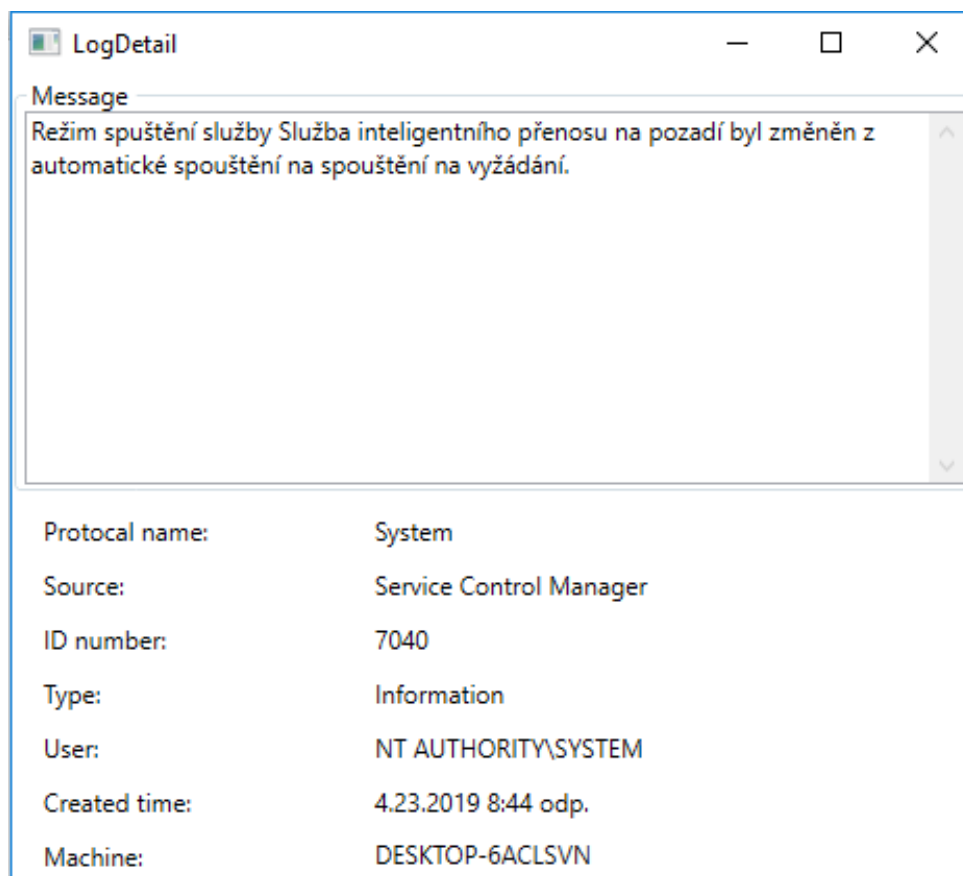 LogDetail
Message
Režim spuštění služby Služba inteligentního přenosu na pozadí byl změněn z
automatické spouštění na spouštění na vyžádání.
Protocal name: System
Source: Service Control Manager
ID number: 7040
Type: Information
User: NT AUTHORITY\SYSTEM
Created time: 4.23.2019 8:44 odp.
Machine: DESKTOP-6ACLSVN